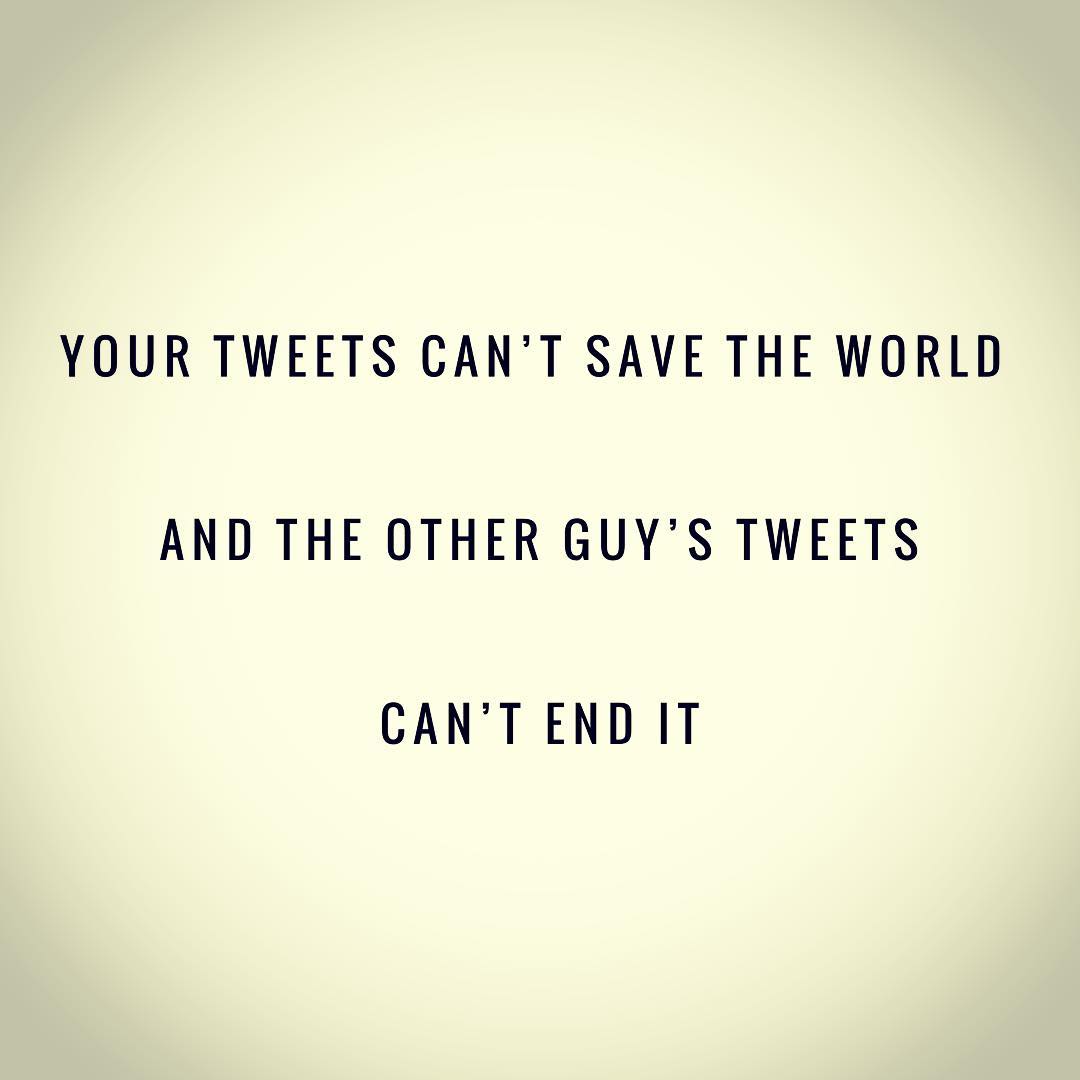 YOUR TWEETS CAN’T SAVE THE WORLD
AND THE OTHER GUY’S TWEETS
CAN’T END IT